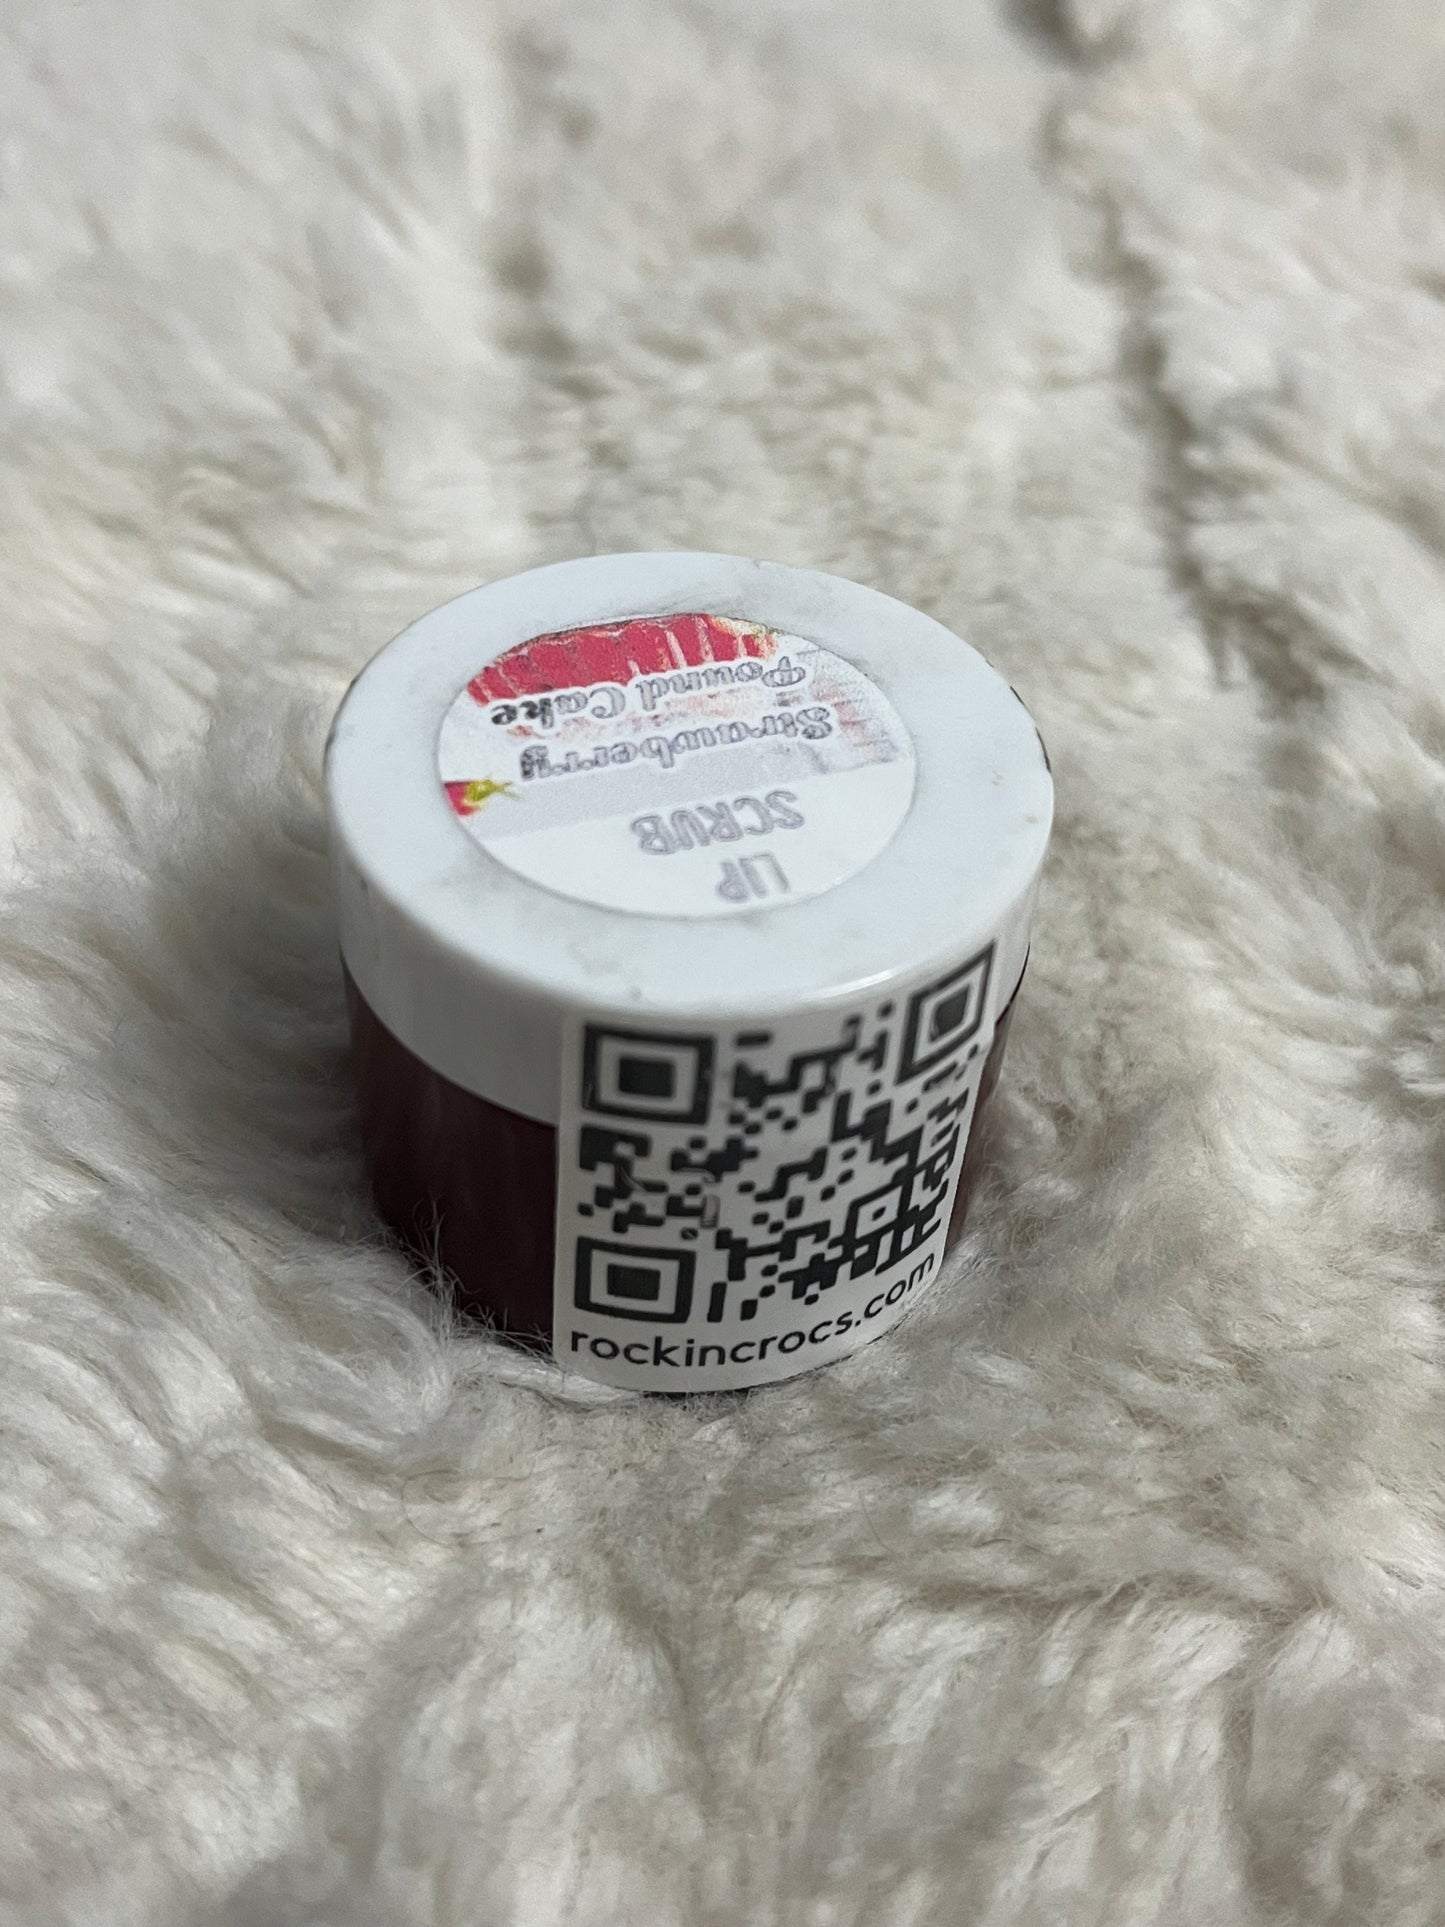 LIP
SCRUB
Strawberry
Pound Cake
rockincrocs.com